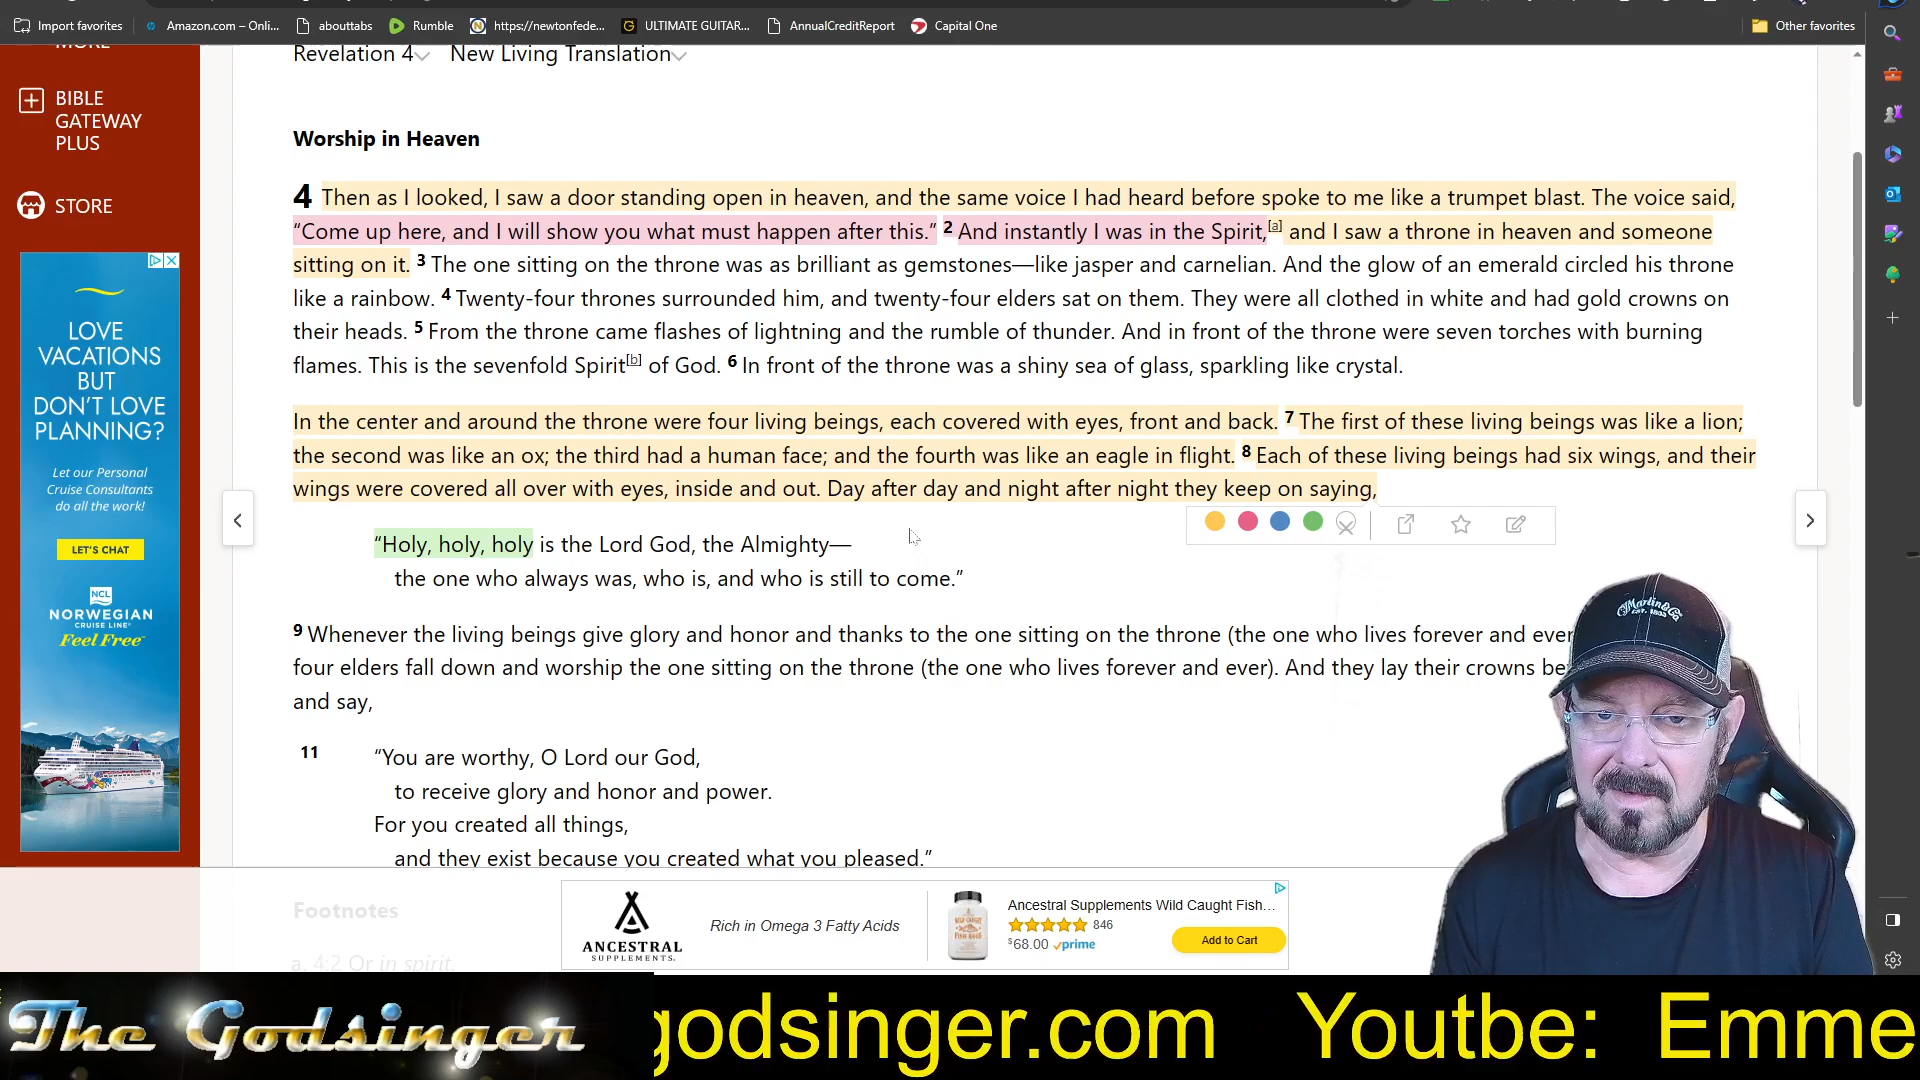 Import favorites
Amazon.com – Onli...
abouttabs
Rumble
https://newtonfede...
ULTIMATE GUITAR...
AnnualCreditReport
Capital One
Other favorites
MORE
BIBLE
GATEWAY
PLUS
STORE
LOVE
VACATIONS
BUT
DON'T LOVE
PLANNING?
Let our Personal
Cruise Consultants
do all the work!
LET'S CHAT
NCL
NORWEGIAN
CRUISE LINE
Feel Free
Revelation 4 New Living Translation
Worship in Heaven
4 Then as I looked, I saw a door standing open in heaven, and the same voice I had heard before spoke to me like a trumpet blast. The voice said,
“Come up here, and I will show you what must happen after this.” 2 And instantly I was in the Spirit,[a] and I saw a throne in heaven and someone
sitting on it. 3 The one sitting on the throne was as brilliant as gemstones—like jasper and carnelian. And the glow of an emerald circled his throne
like a rainbow. 4 Twenty-four thrones surrounded him, and twenty-four elders sat on them. They were all clothed in white and had gold crowns on
their heads. 5 From the throne came flashes of lightning and the rumble of thunder. And in front of the throne were seven torches with burning
flames. This is the sevenfold Spirit[b] of God. 6 In front of the throne was a shiny sea of glass, sparkling like crystal.
In the center and around the throne were four living beings, each covered with eyes, front and back. 7 The first of these living beings was like a lion;
the second was like an ox; the third had a human face; and the fourth was like an eagle in flight. 8 Each of these living beings had six wings, and their
wings were covered all over with eyes, inside and out. Day after day and night after night they keep on saying,
“Holy, holy, holy is the Lord God, the Almighty—
the one who always was, who is, and who is still to come.”
9 Whenever the living beings give glory and honor and thanks to the one sitting on the throne (the one who lives forever and ever
four elders fall down and worship the one sitting on the throne (the one who lives forever and ever). And they lay their crowns be
and say,
11 “You are worthy, O Lord our God,
to receive glory and honor and power.
For you created all things,
and they exist because you created what you pleased.”
Footnotes
a. 4:2 Or in spirit.
ANCESTRAL
SUPPLEMENTS.
Rich in Omega 3 Fatty Acids
Ancestral Supplements Wild Caught Fish...
846
$68.00 prime
Add to Cart
C.F. Martin & Co.
EST. 1833
The Godsinger
godsinger.com Youtbe: Emme